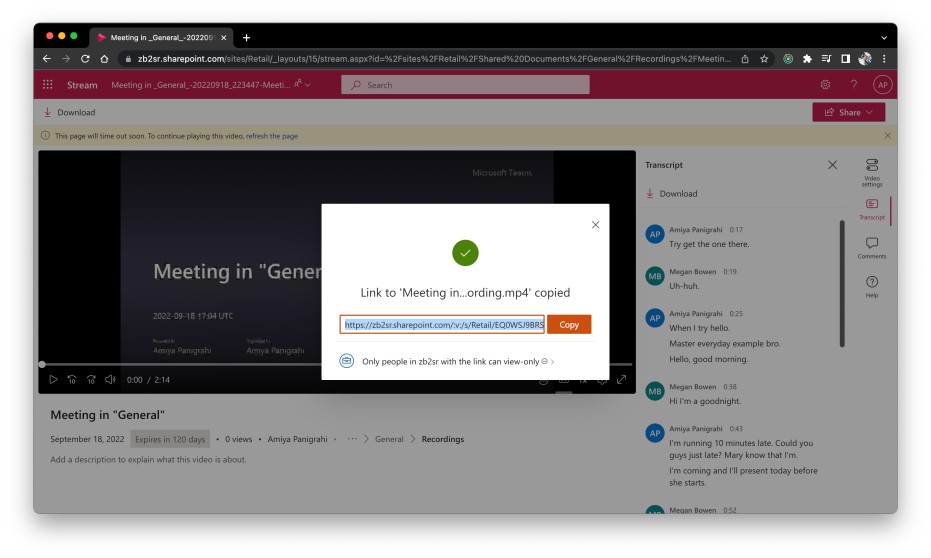 Meeting in _General_-2022091
zb2sr.sharepoint.com/sites/Retail/_layouts/15/stream.aspx?id=%2Fsites%2FRetail%2FShared%20Documents%2FGeneral%2FRecordings%2FMeetin...
Stream Meeting in _General_-20220918_223447-Meeti... Search ? AP
Download Share
This page will time out soon. To continue playing this video, refresh the page
Microsoft Teams
Meeting in "Gener
2022-09-18 17:04 UTC
Amiya Panigrahi Amiya Panigrahi
10 10 0:00 / 2:14 1x
Link to 'Meeting in...ording.mp4' copied
https://zb2sr.sharepoint.com/:v:/s/Retail/EQ0WSJ9BRS Copy
Only people in zb2sr with the link can view-only
Meeting in "General"
September 18, 2022 Expires in 120 days • 0 views • Amiya Panigrahi • ··· > General > Recordings
Add a description to explain what this video is about.
Transcript
Download
AP Amiya Panigrahi 0:17
Try get the one there.
MB Megan Bowen 0:19
Uh-huh.
AP Amiya Panigrahi 0:25
When I try hello.
Master everyday example bro.
Hello, good morning.
MB Megan Bowen 0:38
Hi I'm a goodnight.
AP Amiya Panigrahi 0:43
I'm running 10 minutes late. Could you
guys just late? Mary know that I'm.
I'm coming and I'll present today before
she starts.
Megan Bowen 0:52
Video
settings
Transcript
Comments
Help